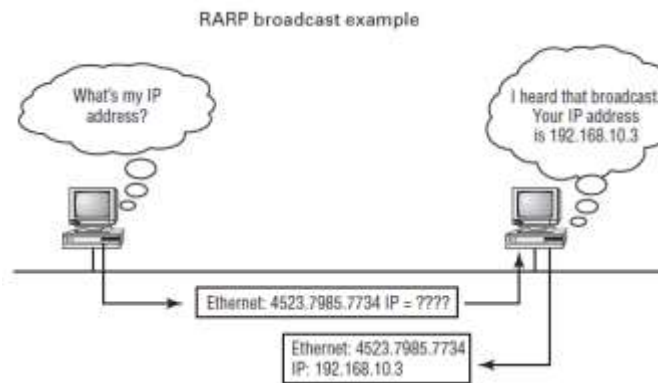 RARP broadcast example
What's my IP
address?
I heard that broadcast.
Your IP address
is 192.168.10.3
Ethernet: 4523.7985.7734 IP = ????
Ethernet: 4523.7985.7734
IP: 192.168.10.3